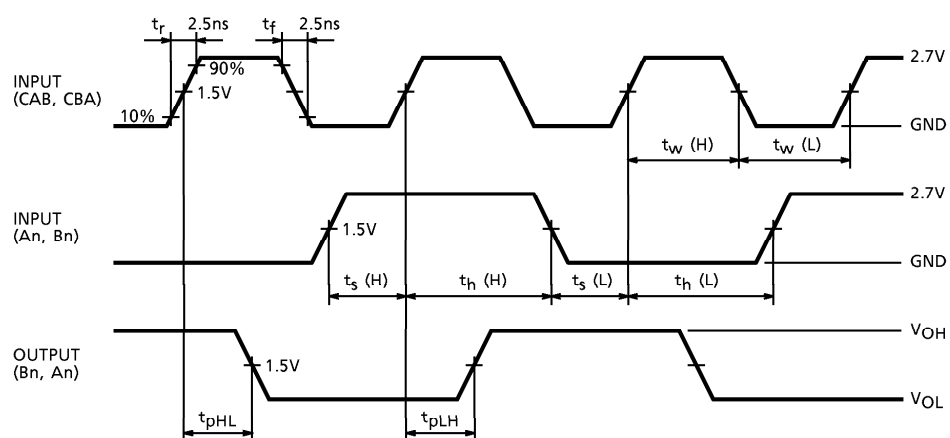 tr 2.5ns tf 2.5ns
INPUT
(CAB, CBA)
90%
1.5V
10%
2.7V
GND
tw (H) tw (L)
INPUT
(An, Bn)
1.5V
2.7V
GND
ts (H) th (H) ts (L) th (L)
OUTPUT
(Bn, An)
1.5V
VOH
VOL
tpHL tpLH